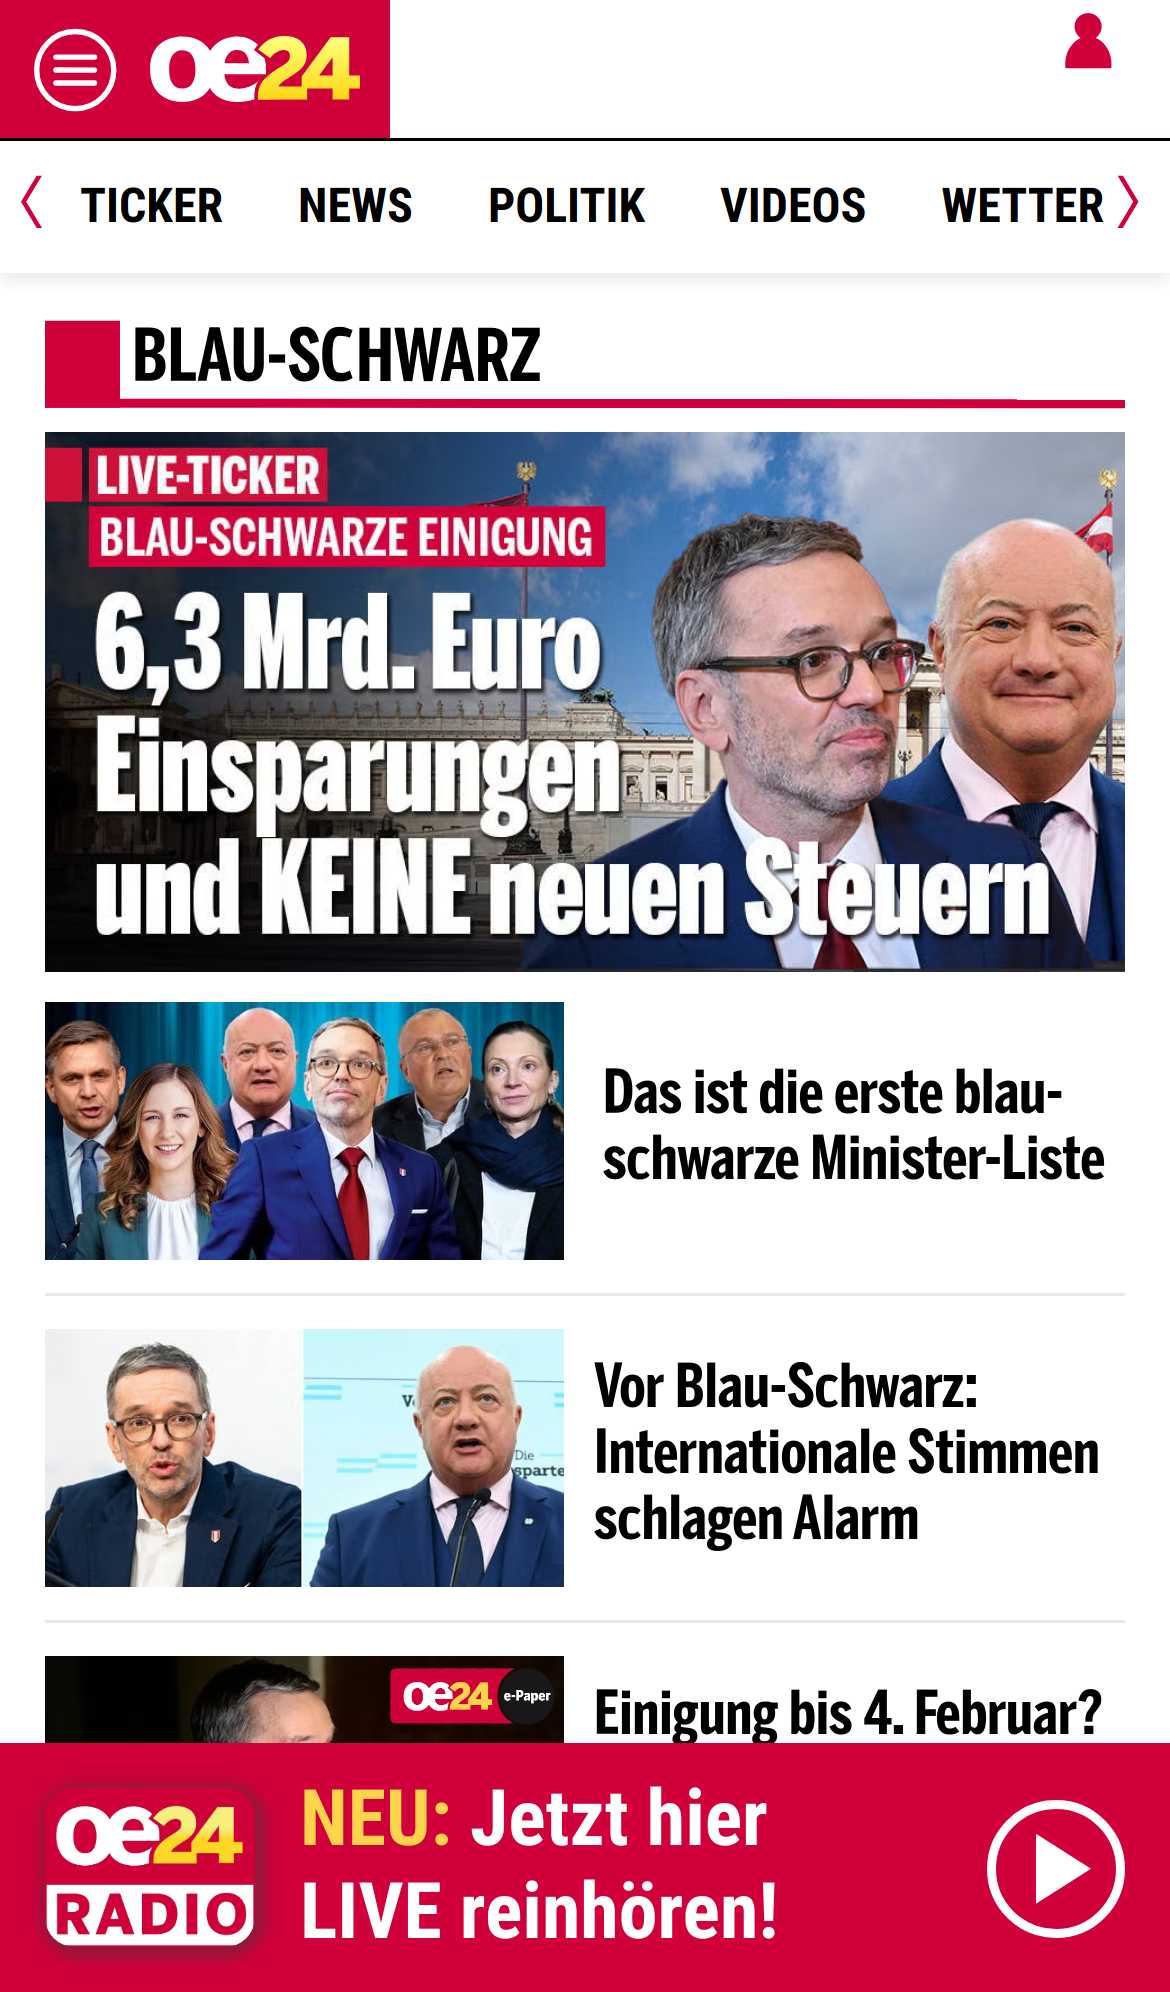 oe24
TICKER NEWS POLITIK VIDEOS WETTER
BLAU-SCHWARZ
LIVE-TICKER
BLAU-SCHWARZE EINIGUNG
6,3 Mrd. Euro
Einsparungen
und KEINE neuen Steuern
Das ist die erste blau-
schwarze Minister-Liste
Die
Vor Blau-Schwarz:
Internationale Stimmen
schlagen Alarm
oe24 e-Paper
Einigung bis 4. Februar?
oe24
RADIO
NEU: Jetzt hier
LIVE reinhören!